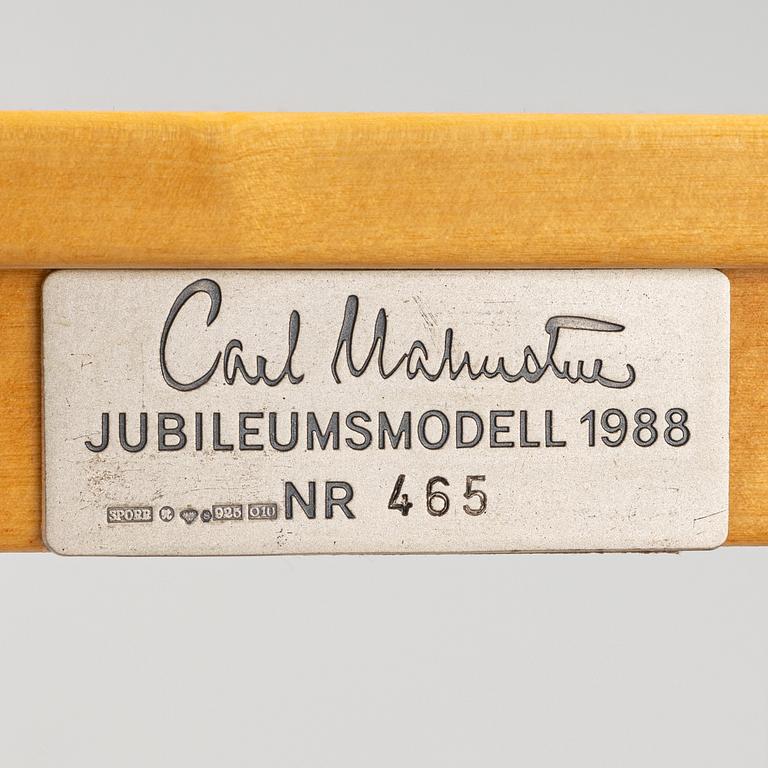 Carl Malmsten
JUBILEUMSMODELL 1988
NR 465
SPORR S 925 O10